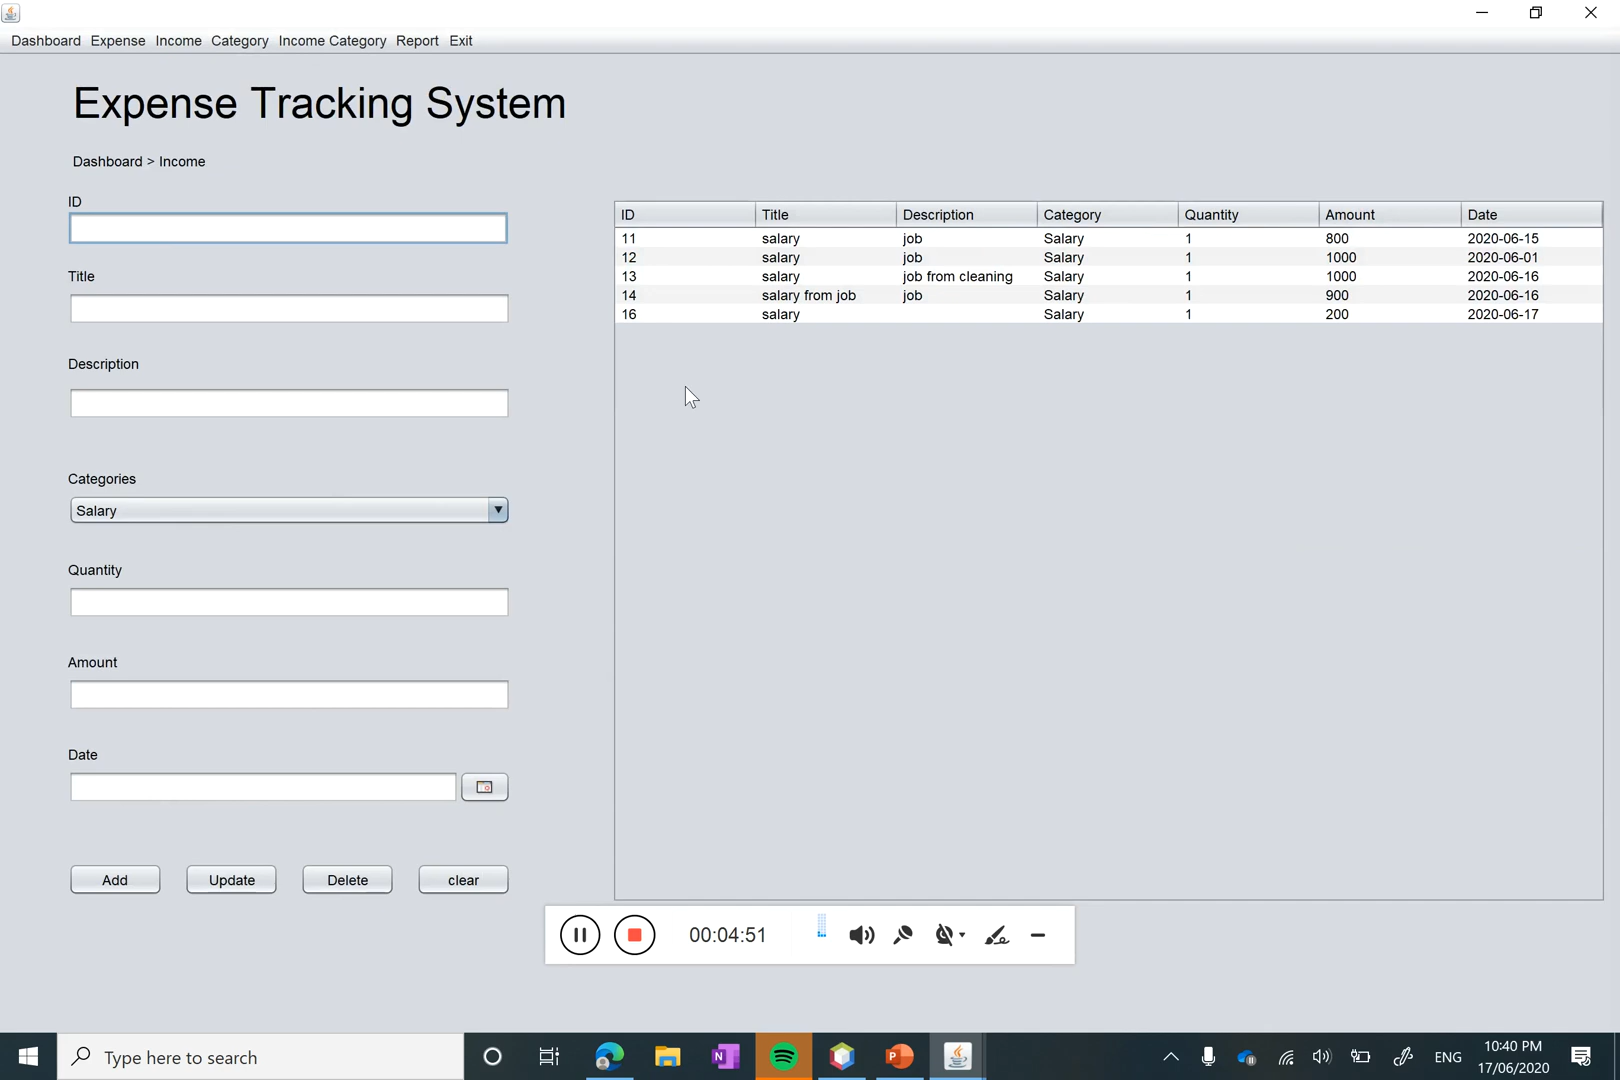 Dashboard Expense Income Category Income Category Report Exit
Expense Tracking System
Dashboard > Income
ID
Title
Description
Categories
Salary
Quantity
Amount
Date
Add Update Delete clear
ID Title Description Category Quantity Amount Date
11 salary job Salary 1 800 2020-06-15
12 salary job Salary 1 1000 2020-06-01
13 salary job from cleaning Salary 1 1000 2020-06-16
14 salary from job job Salary 1 900 2020-06-16
16 salary Salary 1 200 2020-06-17
00:04:51
Type here to search
N
P
ENG
10:40 PM
17/06/2020